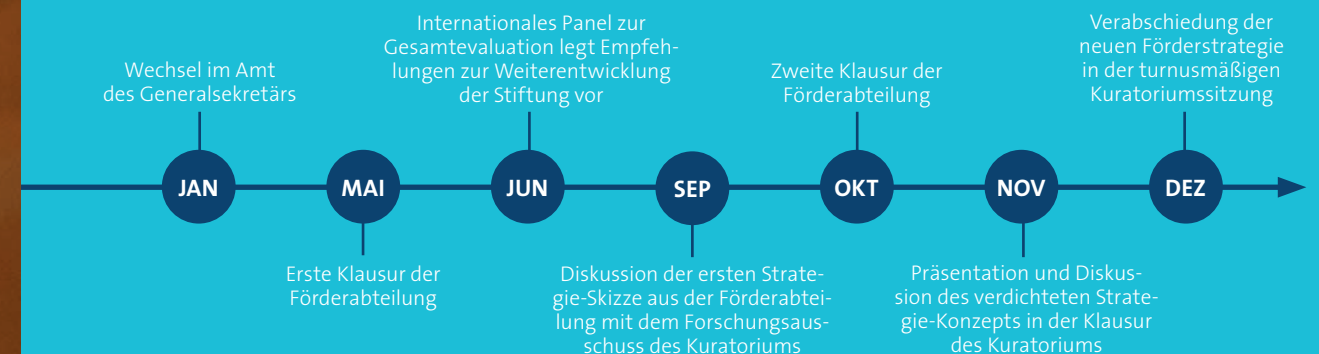 Wechsel im Amt
des Generalsekretärs
JAN
MAI
Erste Klausur der
Förderabteilung
Internationales Panel zur
Gesamtevaluation legt Empfeh-
lungen zur Weiterentwicklung
der Stiftung vor
JUN
SEP
Diskussion der ersten Strate-
gie-Skizze aus der Förderabtei-
lung mit dem Forschungsaus-
schuss des Kuratoriums
Zweite Klausur der
Förderabteilung
OKT
NOV
Präsentation und Diskus-
sion des verdichteten Strate-
gie-Konzepts in der Klausur
des Kuratoriums
Verabschiedung der
neuen Förderstrategie
in der turnusmäßigen
Kuratoriumssitzung
DEZ